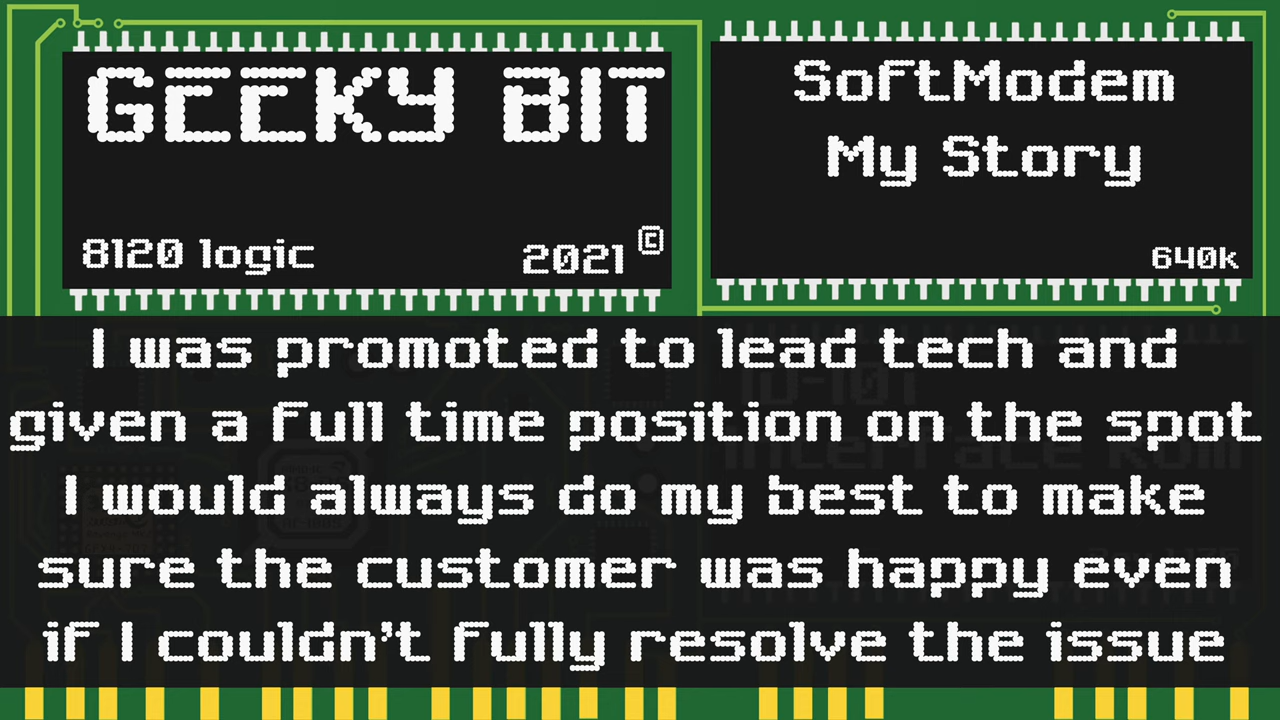 GEEKY BIT
8120 logic
2021 ©
SoftModem
My Story
640k
I was promoted to lead tech and
given a full time position on the spot
I would always do my best to make
sure the customer was happy even
if I couldn't fully resolve the issue